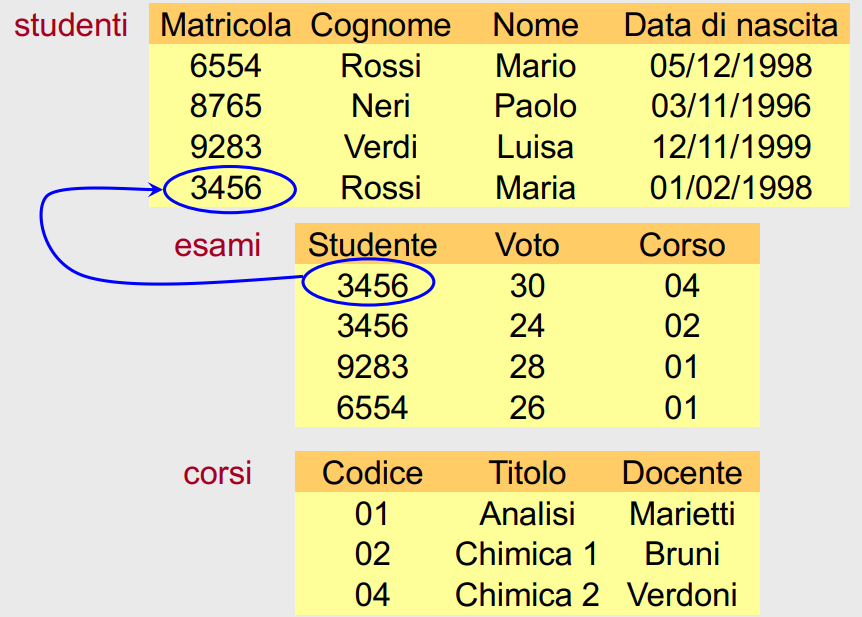 studenti Matricola Cognome Nome Data di nascita
6554 Rossi Mario 05/12/1998
8765 Neri Paolo 03/11/1996
9283 Verdi Luisa 12/11/1999
3456 Rossi Maria 01/02/1998
esami Studente Voto Corso
3456 30 04
3456 24 02
9283 28 01
6554 26 01
corsi Codice Titolo Docente
01 Analisi Marietti
02 Chimica 1 Bruni
04 Chimica 2 Verdoni